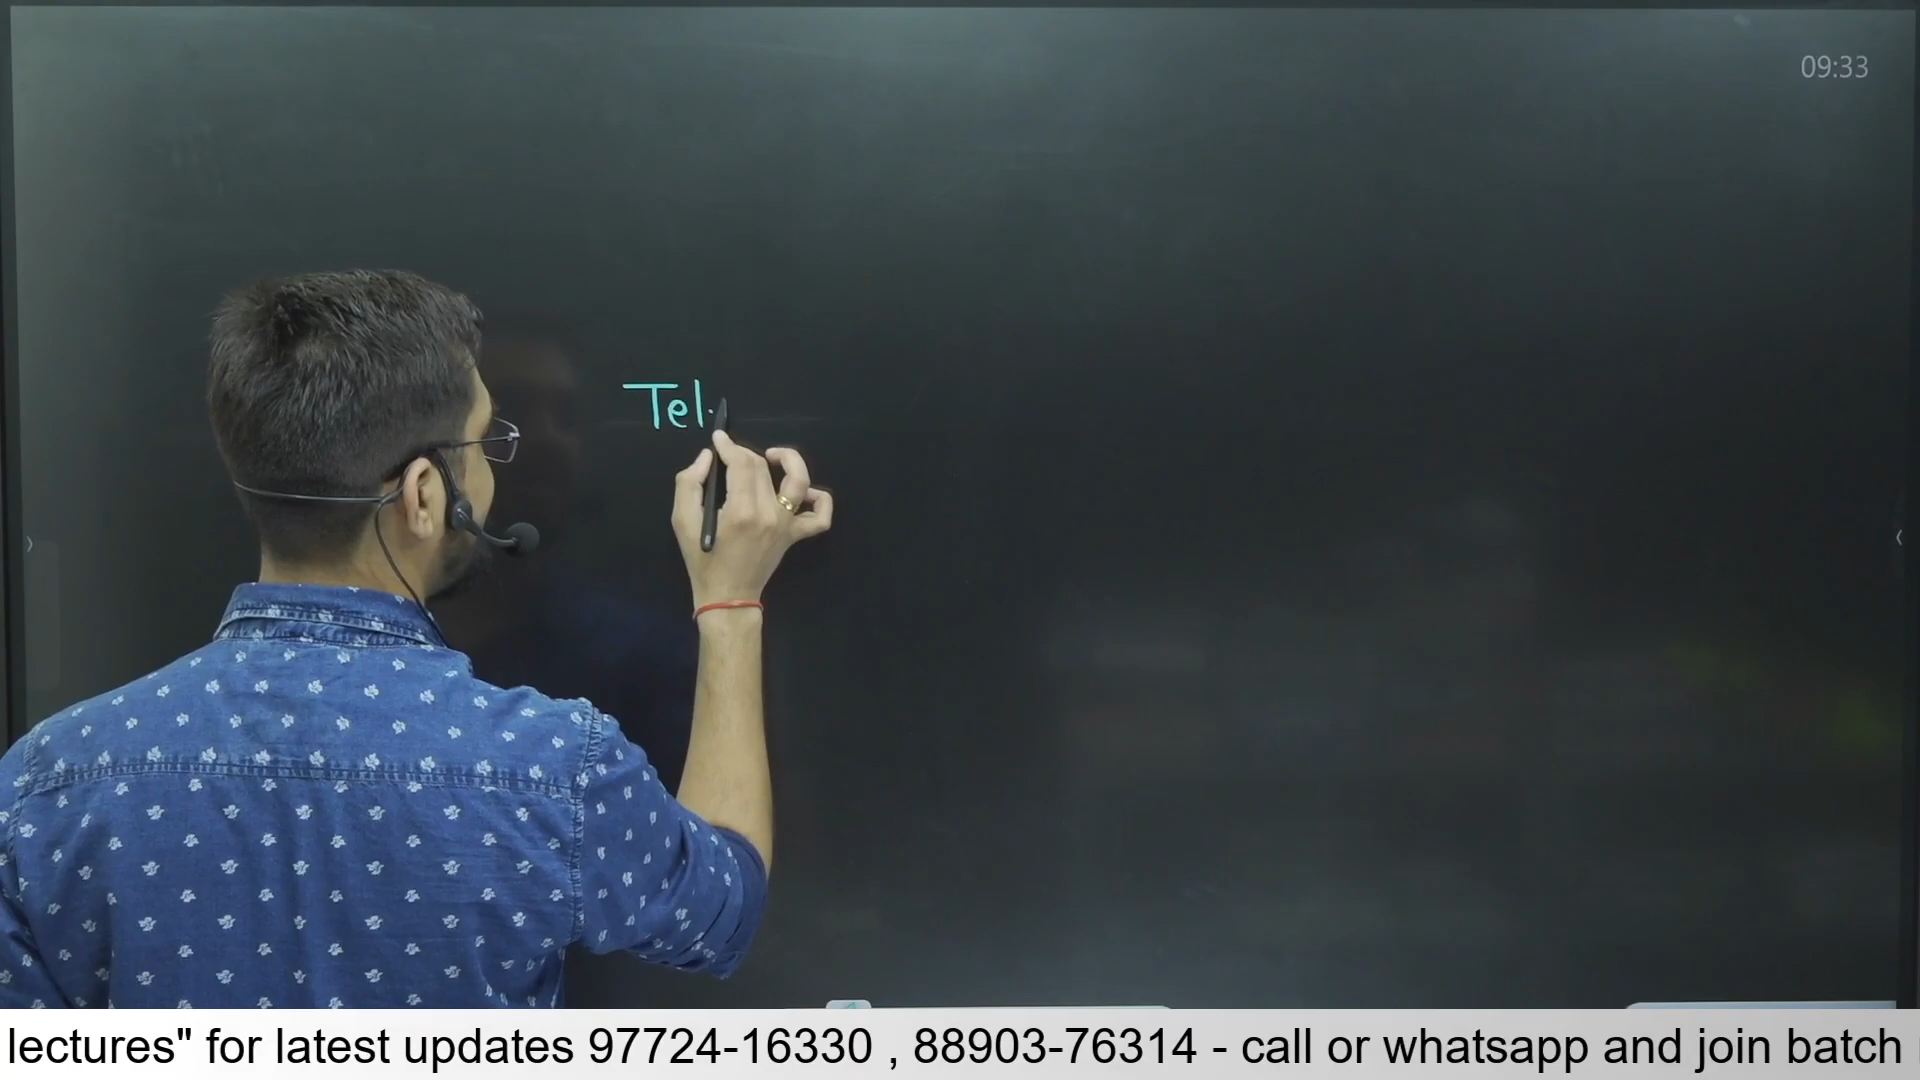 09:33
Tel
lectures" for latest updates 97724-16330 , 88903-76314 - call or whatsapp and join batch